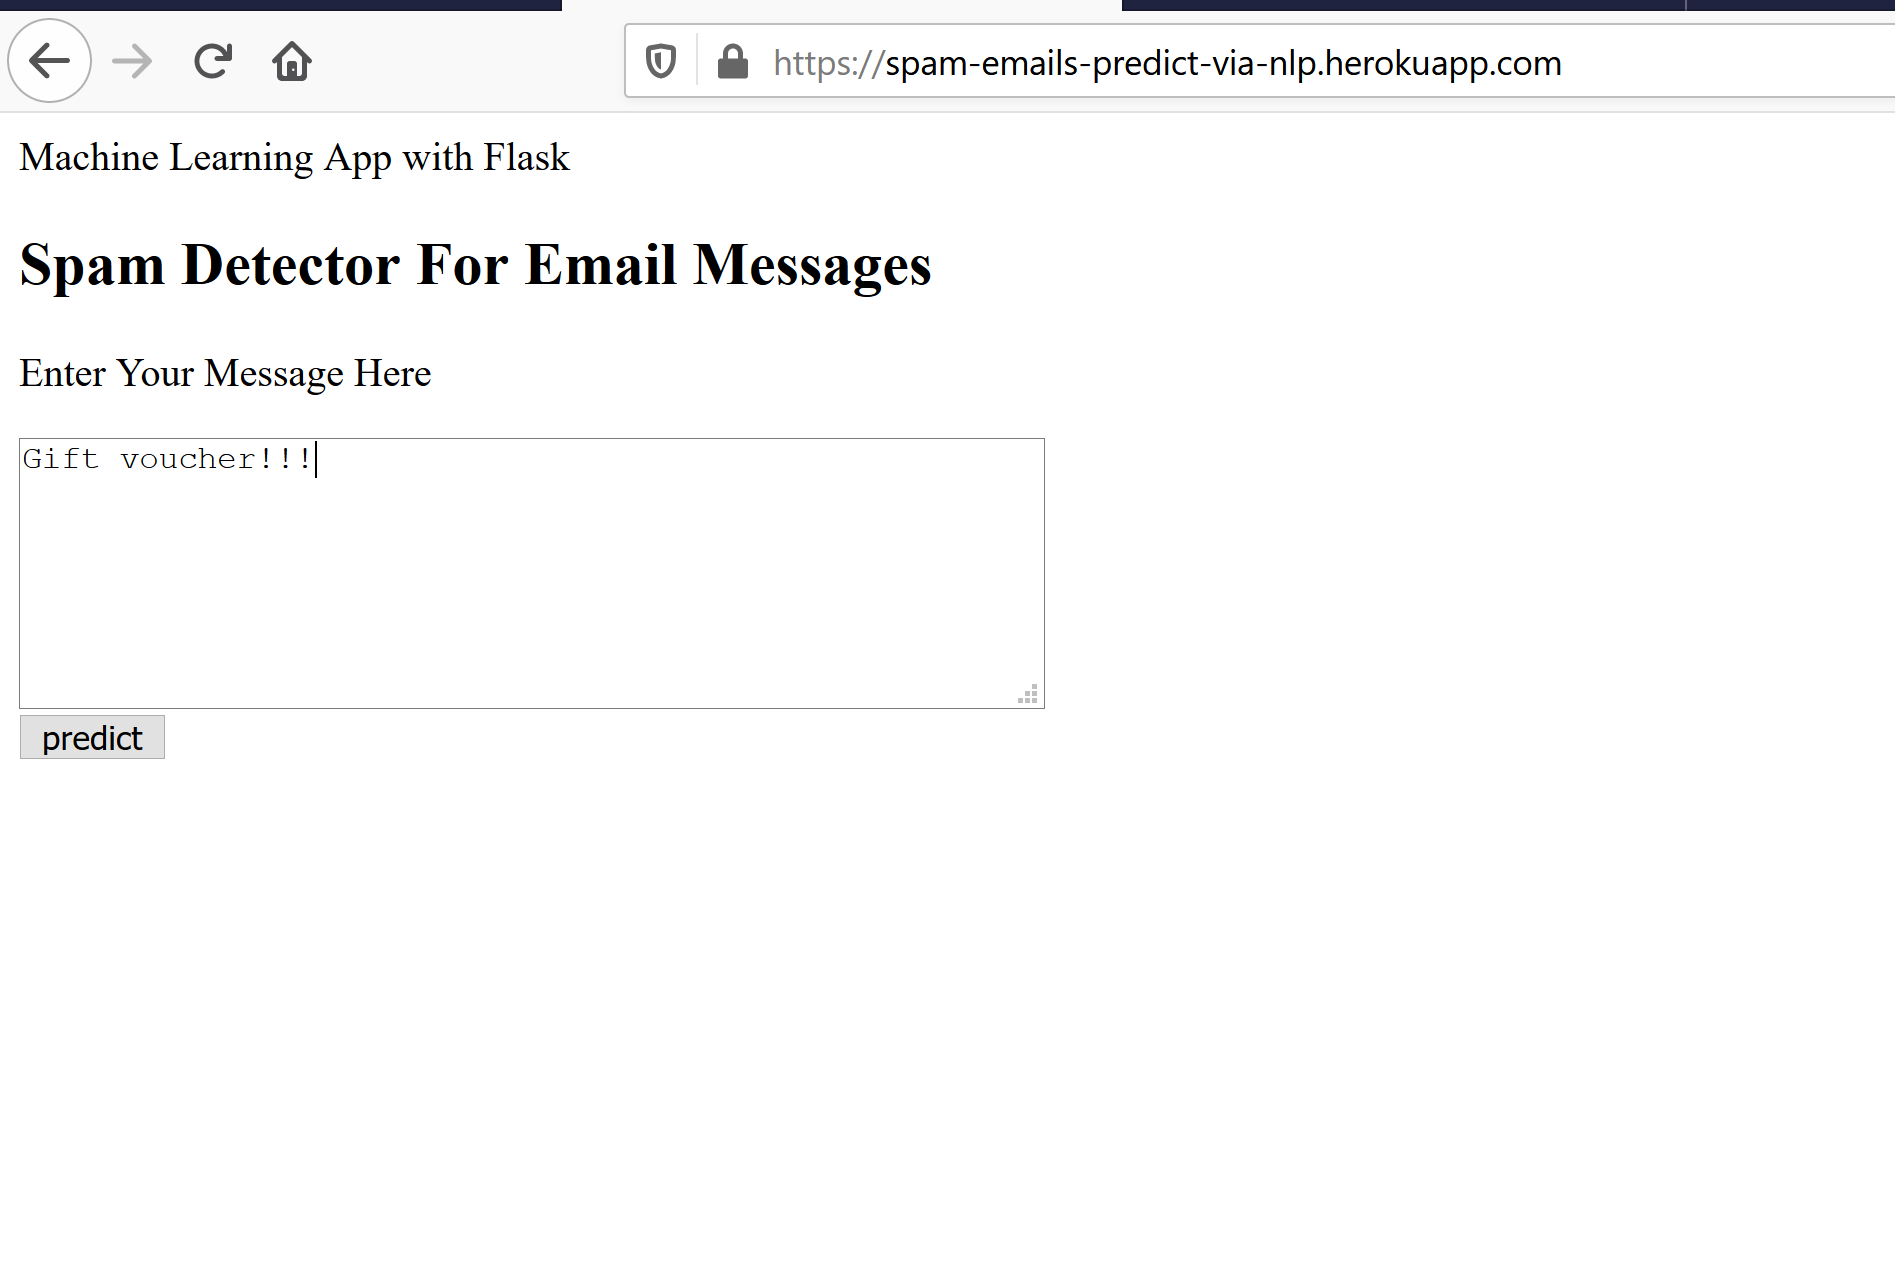 https://spam-emails-predict-via-nlp.herokuapp.com
Machine Learning App with Flask
Spam Detector For Email Messages
Enter Your Message Here
Gift voucher!!!
predict